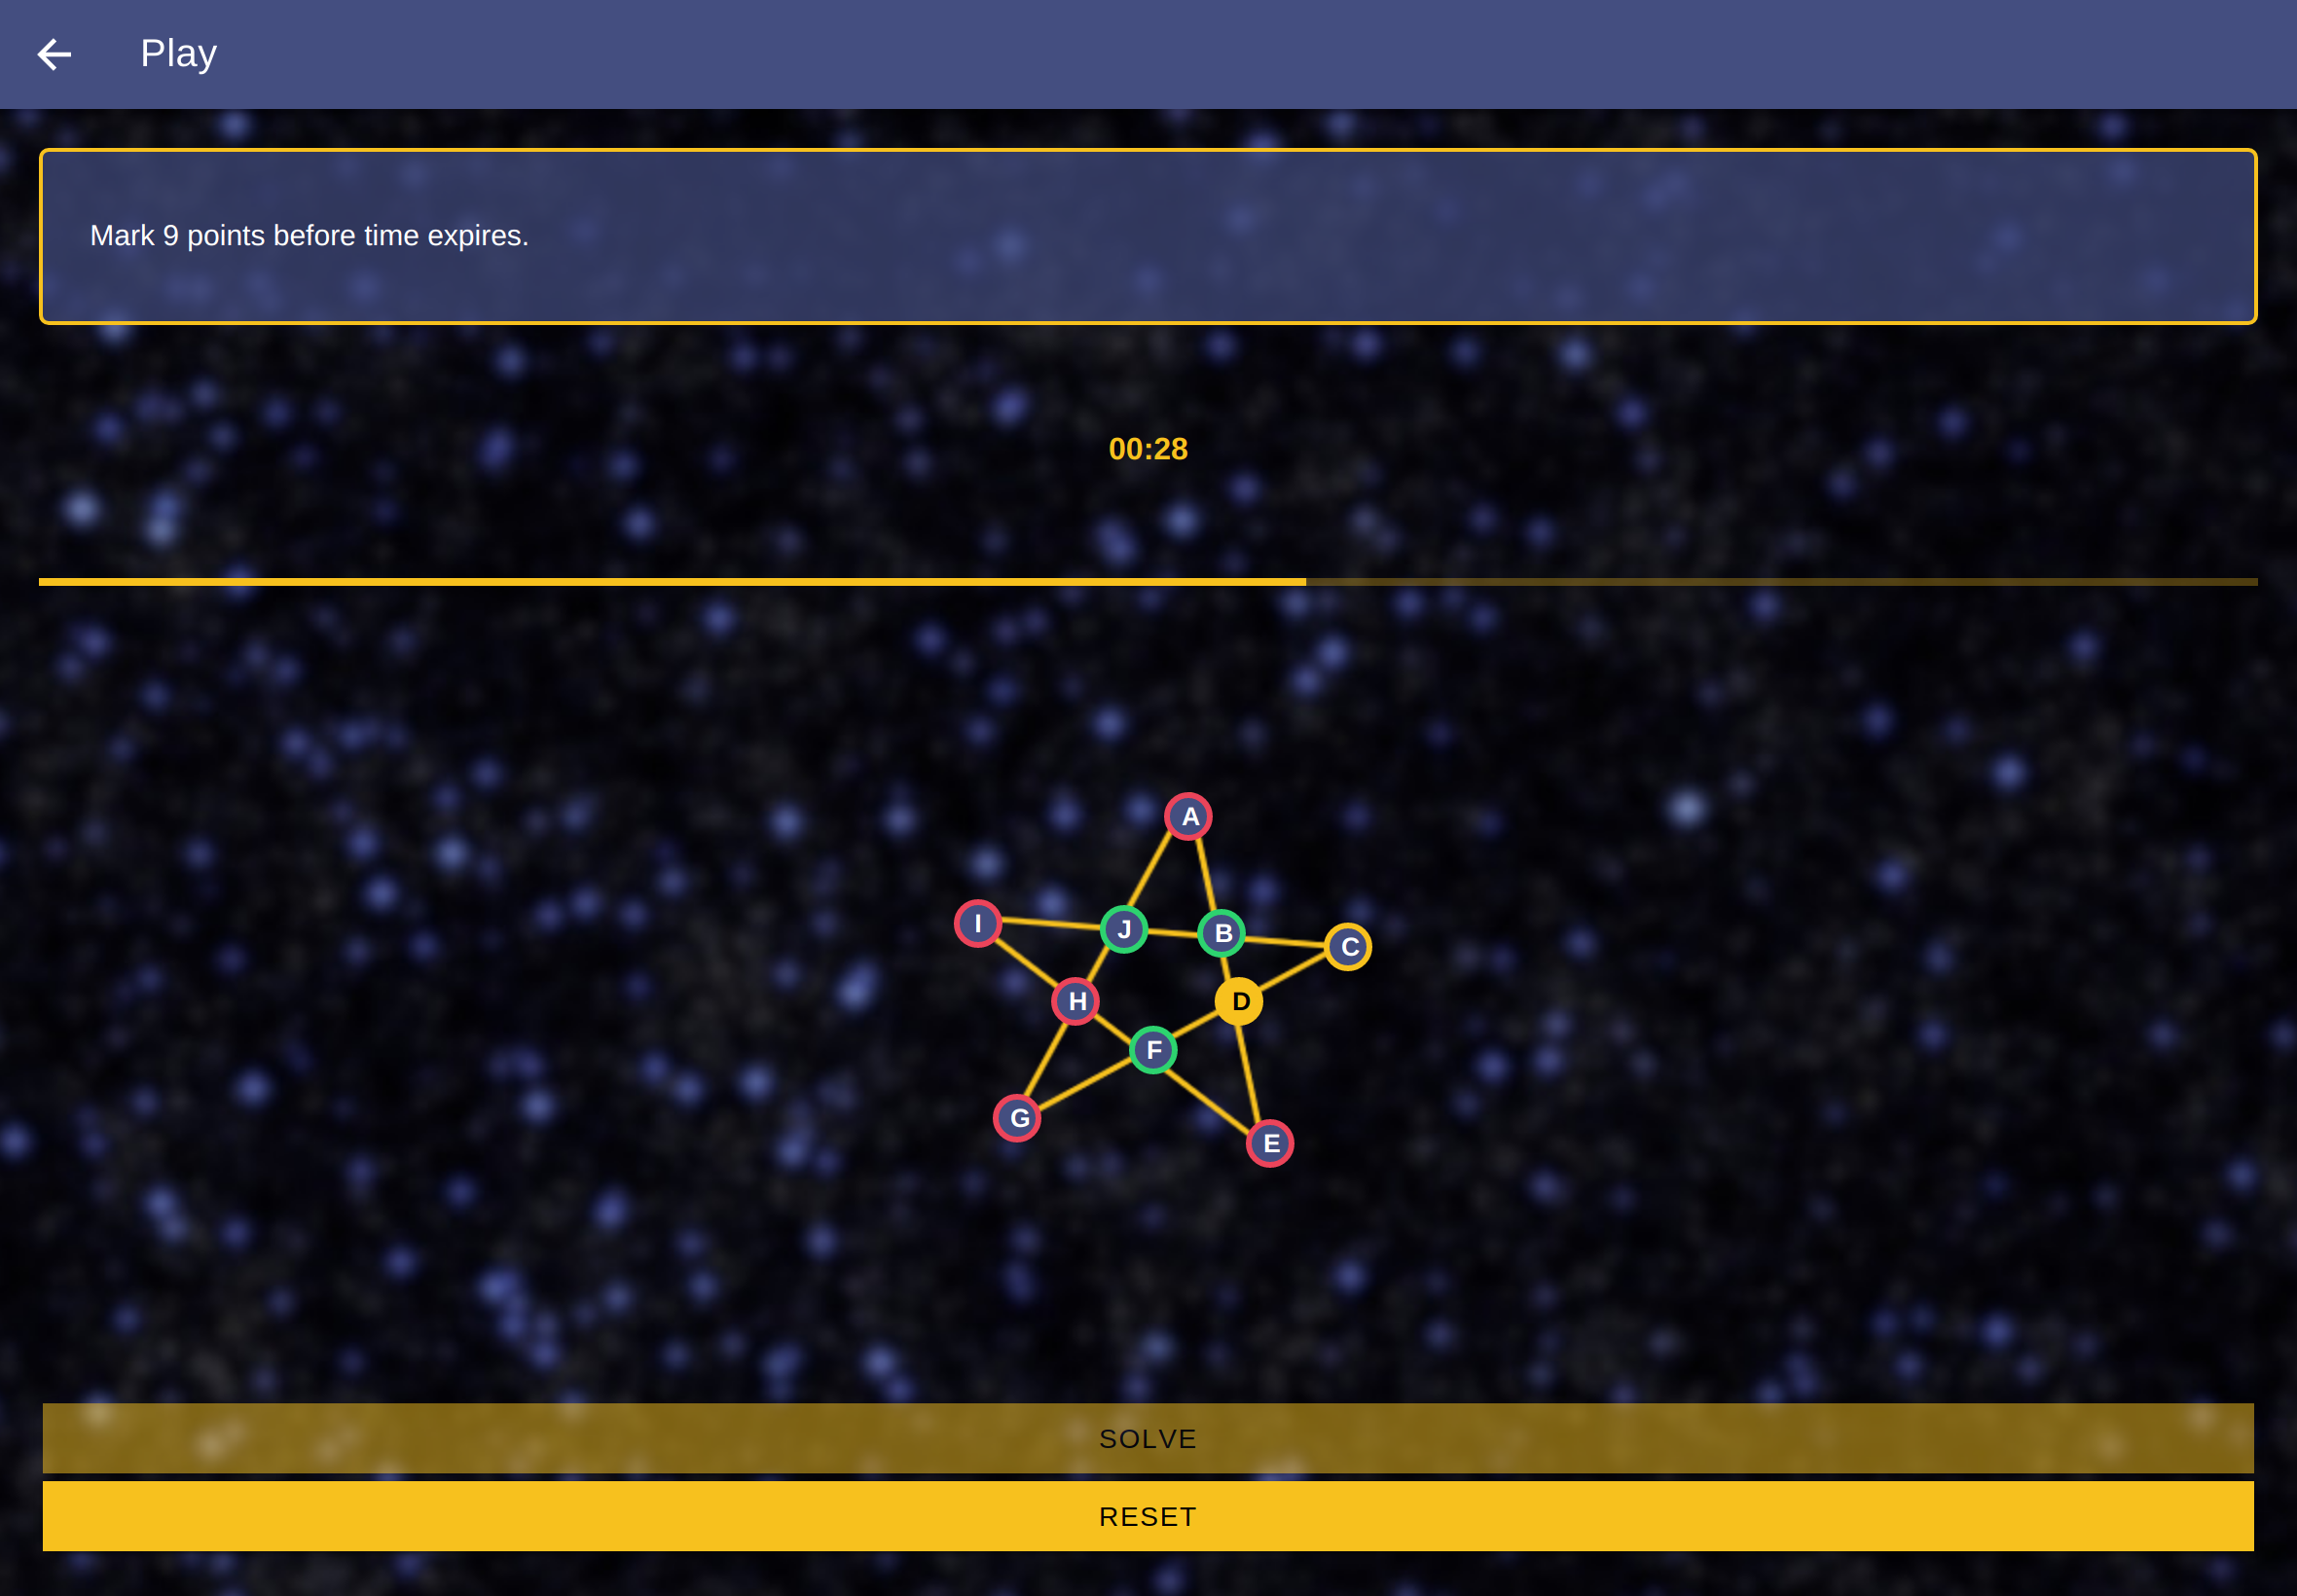 Play
Mark 9 points before time expires.
00:28
A
I
J
B
C
H
D
F
G
E
SOLVE
RESET